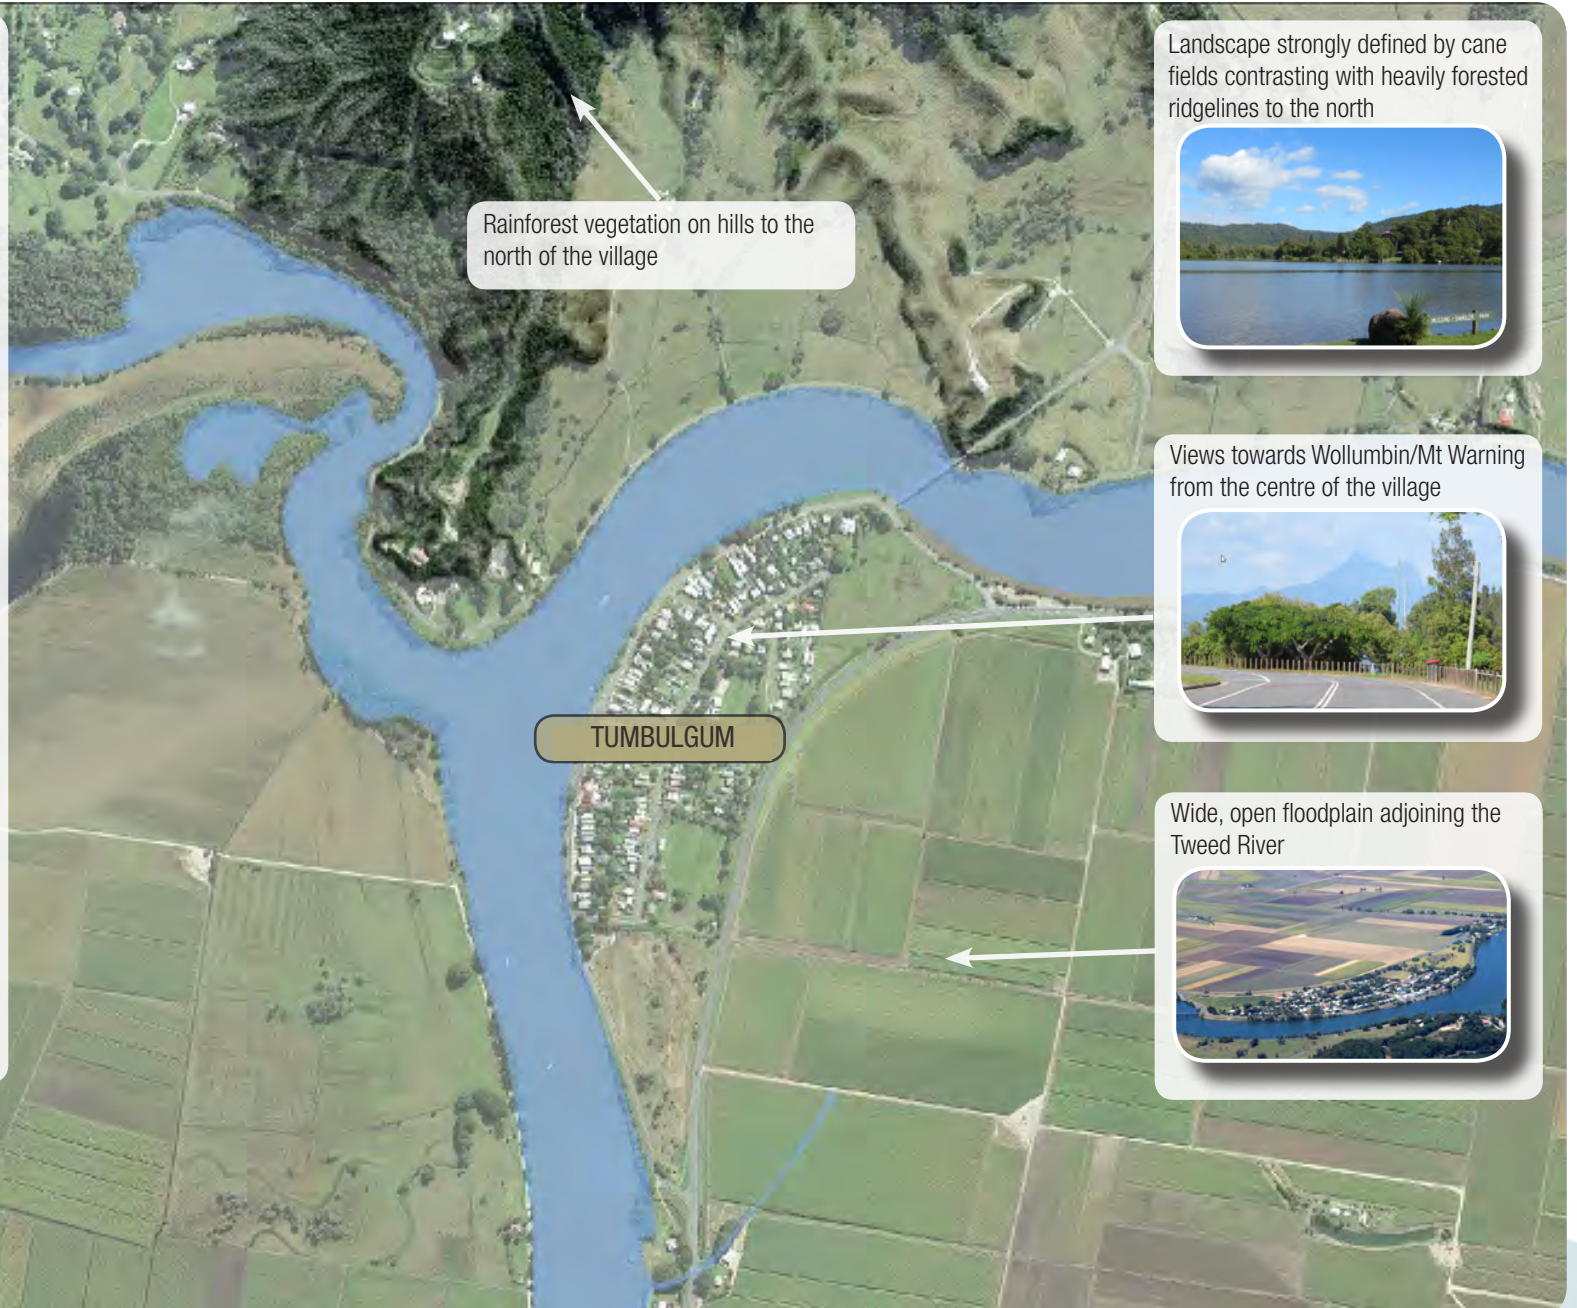 Landscape strongly defined by cane
fields contrasting with heavily forested
ridgelines to the north
Rainforest vegetation on hills to the
north of the village
Views towards Wollumbin/Mt Warning
from the centre of the village
TUMBULGUM
Wide, open floodplain adjoining the
Tweed River